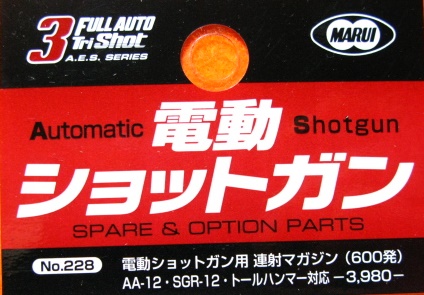 3 FULL AUTO
Tri Shot
A.E.S. SERIES
MARUI
Automatic 電動 Shotgun
ショットガン
SPARE & OPTION PARTS
No.228 電動ショットガン用 連射マガジン（600発）
AA-12・SGR-12・トールハンマー対応 −3,980−